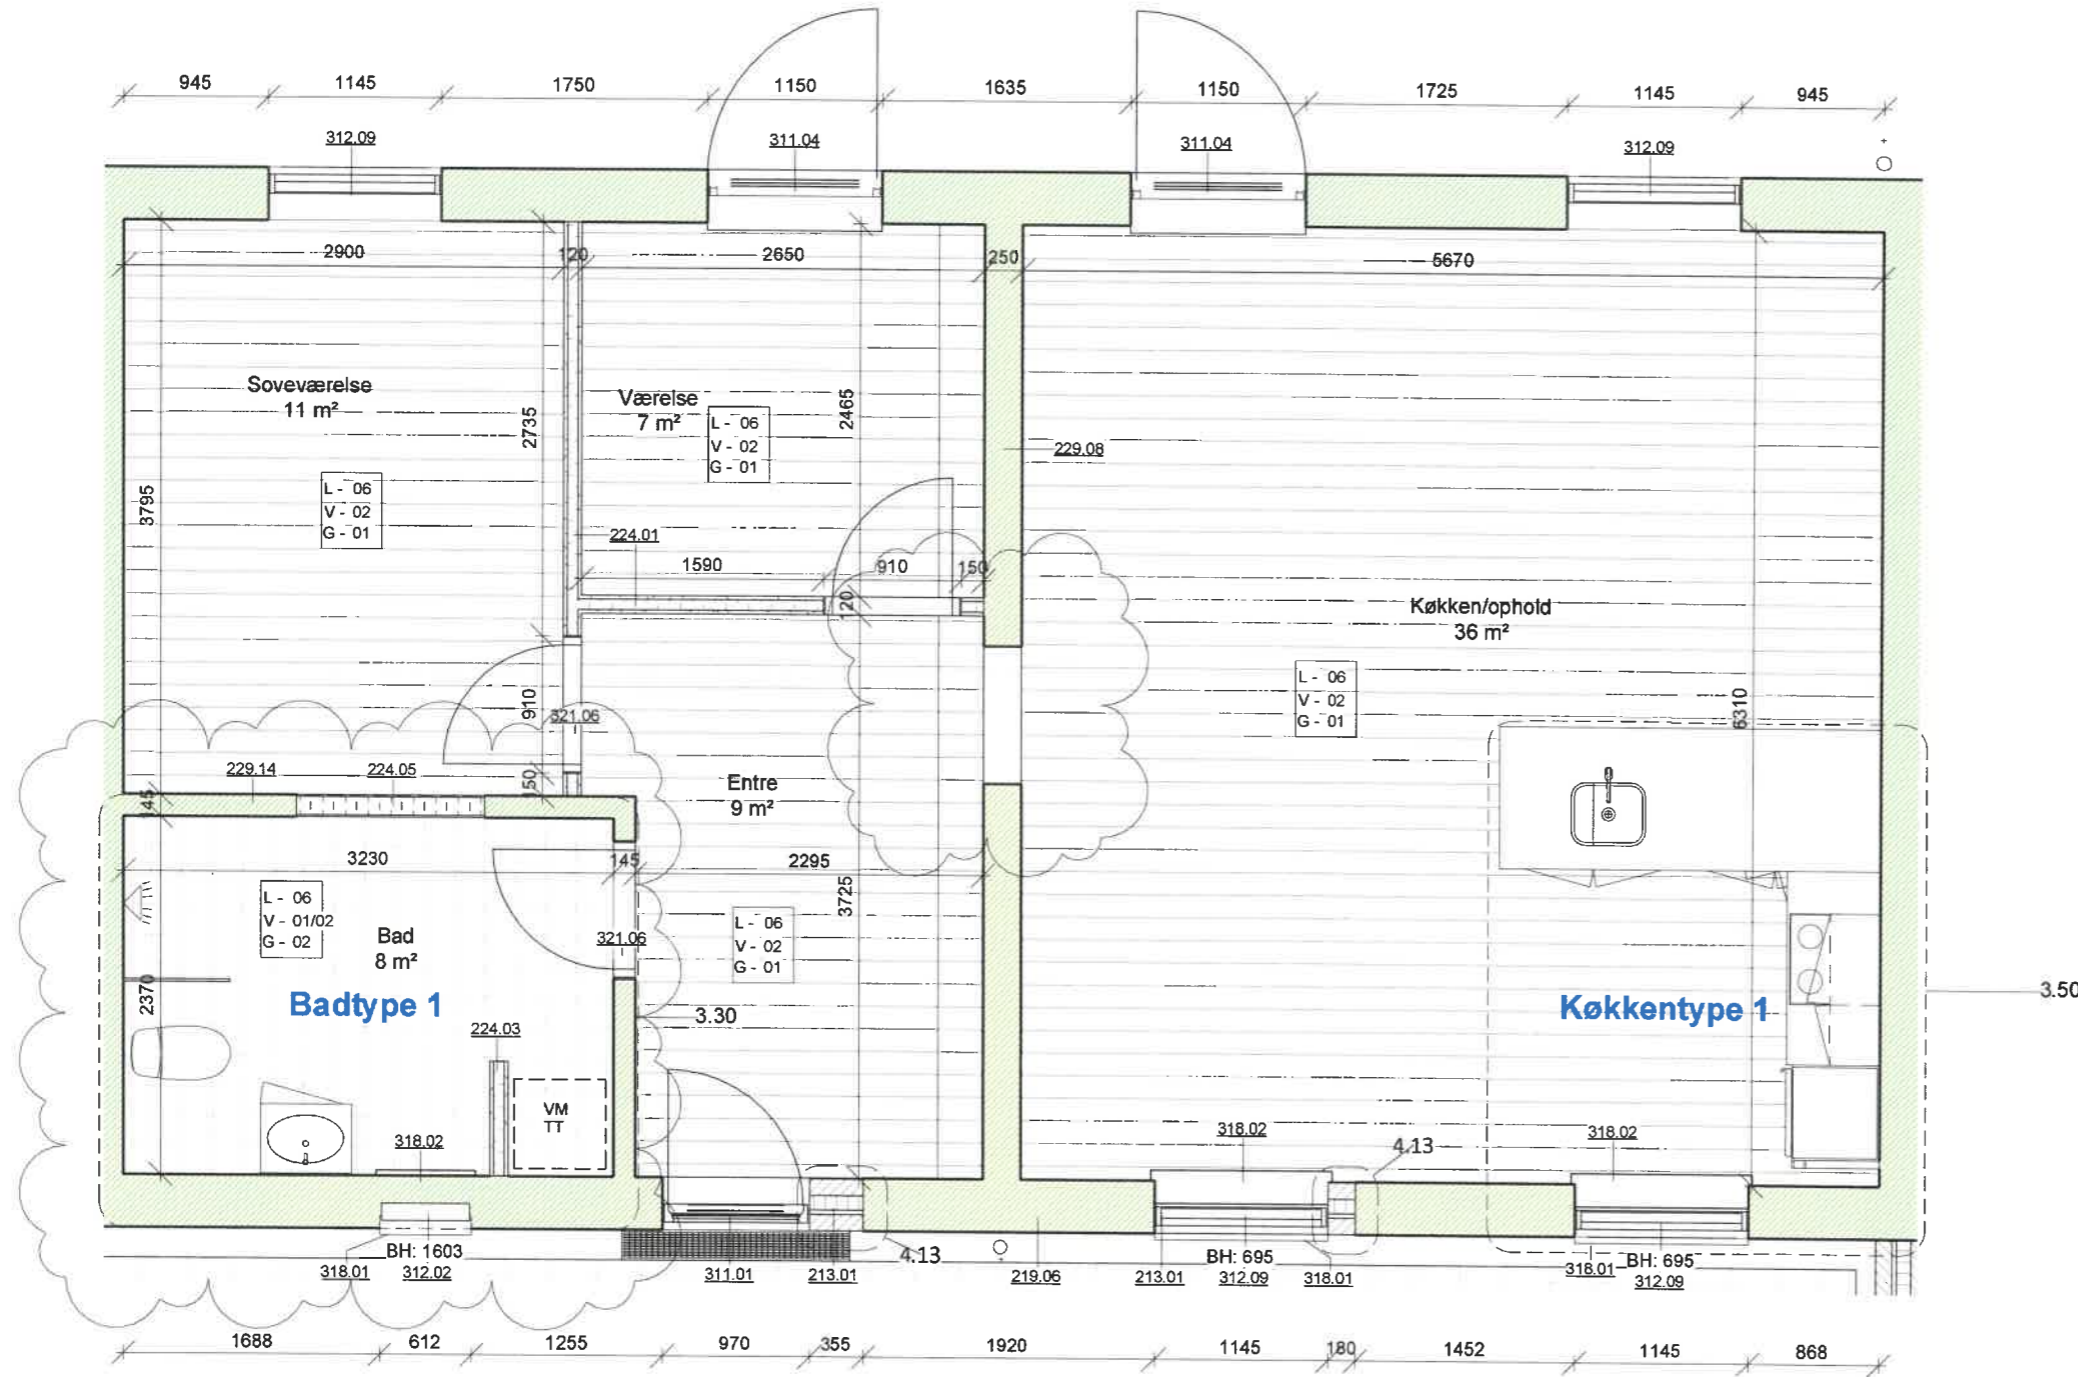 945 1145 1750 1150 1635 1150 1725 1145 945
312.09 311.04 311.04 312.09
2900 120 2650 250 5670
Soveværelse
11 m²
Værelse
7 m²
L - 06
V - 02
G - 01
2735
2465
229.08
L - 06
V - 02
G - 01
3795
224.01
1590 910 150
120
Køkken/ophold
36 m²
L - 06
V - 02
G - 01
6310
910
321.06
229.14 224.05
150
145
Entre
9 m²
3230 145 2295
3725
L - 06
V - 01/02
G - 02
Bad
8 m²
321.06
L - 06
V - 02
G - 01
2370
Badtype 1
Køkkentype 1
3.50
3.30
224.03
VM
TT
318.02
318.02
4.13
318.02
BH: 1603
318.01 312.02
311.01 213.01
4.13
219.06
213.01
BH: 695
312.09
318.01
318.01
BH: 695
312.09
1688 612 1255 970 355 1920 1145 180 1452 1145 868